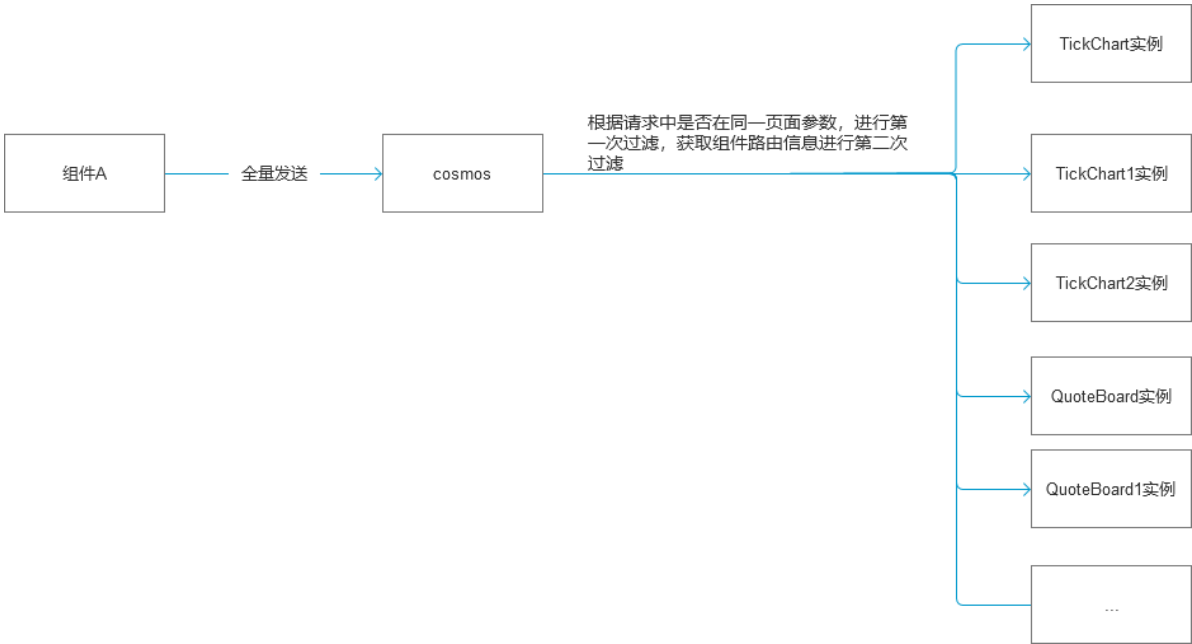 TickChart实例
根据请求中是否在同一页面参数，进行第
一次过滤，获取组件路由信息进行第二次
过滤
组件A
全量发送
cosmos
TickChart1实例
TickChart2实例
QuoteBoard实例
QuoteBoard1实例
...